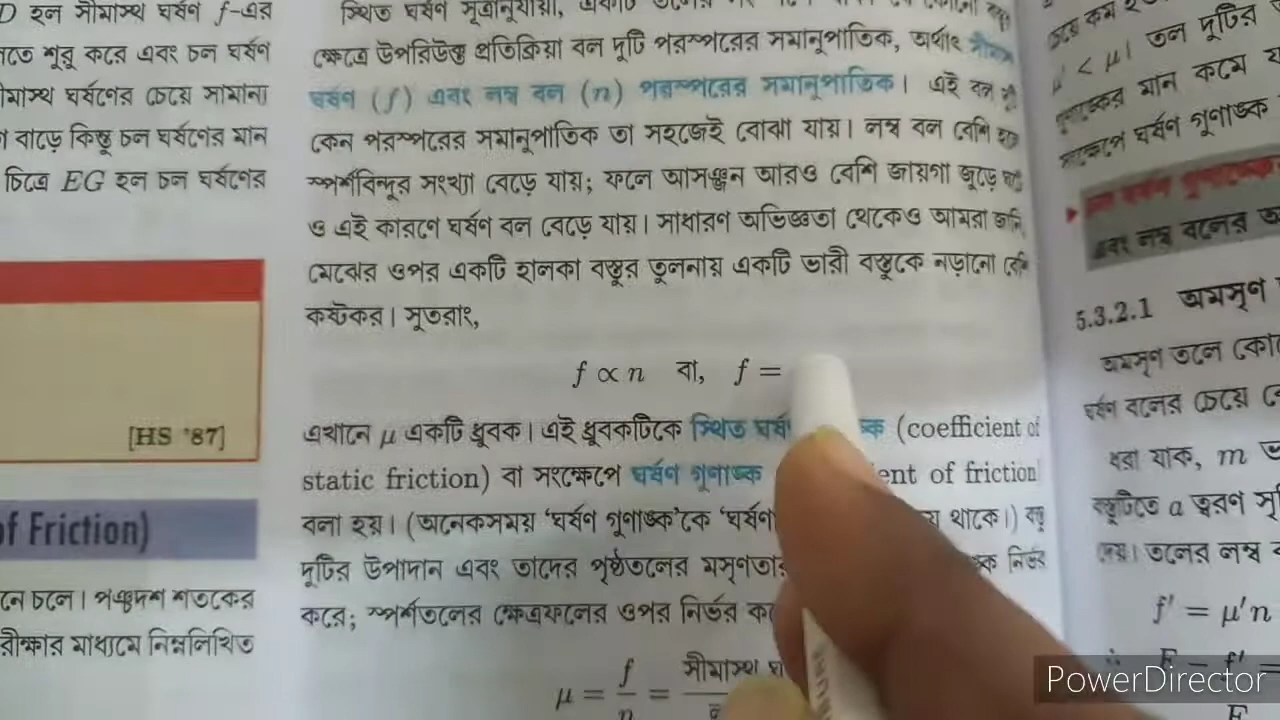 D হল সীমাস্থ ঘর্ষণ f-এর
শুরু করে এবং চল ঘর্ষণ
ঘর্ষণের চেয়ে সামান্য
বাড়ে কিন্তু চল ঘর্ষণের মান
চিত্রে EG হল চল ঘর্ষণের
[HS '87]
of Friction)
চলে। পঞ্চদশ শতকের
মাধ্যমে নিম্নলিখিত
স্থিত ঘর্ষণ সূত্রানুযায়ী, একটি
ক্ষেত্রে উপরিউক্ত প্রতিক্রিয়া বল দুটি পরস্পরের সমানুপাতিক, অর্থাৎ
ঘর্ষণ (f) এবং লম্ব বল (n) পরস্পরের সমানুপাতিক। এই বল
কেন পরস্পরের সমানুপাতিক তা সহজেই বোঝা যায়। লম্ব বল বেশি
স্পর্শবিন্দুর সংখ্যা বেড়ে যায়; ফলে আসঞ্জন আরও বেশি জায়গা জুড়ে
ও এই কারণে ঘর্ষণ বল বেড়ে যায়। সাধারণ অভিজ্ঞতা থেকেও আমরা জানি,
মেঝের ওপর একটি হালকা বস্তুর তুলনায় একটি ভারী বস্তুকে নড়ানো বেশি
কষ্টকর। সুতরাং,
f ∝ n বা, f =
এখানে μ একটি ধ্রুবক। এই ধ্রুবকটিকে স্থিত (coefficient of
static friction) বা সংক্ষেপে ঘর্ষণ গুণাঙ্ক of friction
বলা হয়। (অনেকসময় 'ঘর্ষণ গুণাঙ্ক'কে 'ঘর্ষণ থাকে।)
দুটির উপাদান এবং তাদের পৃষ্ঠতলের নির্ভর
করে; স্পর্শতলের ক্ষেত্রফলের ওপর নির্ভর
μ = f/n = সীমাস্থ
μ' < μ। তল দুটির
মান কমে
ঘর্ষণ গুণাঙ্ক
এবং লম্ব বলের
5.3.2.1 অমসৃণ
অমসৃণ তলে
ঘর্ষণ বলের চেয়ে
ধরা যাক, m
a ত্বরণ
তলের লম্ব
f' = μ'n
PowerDirector